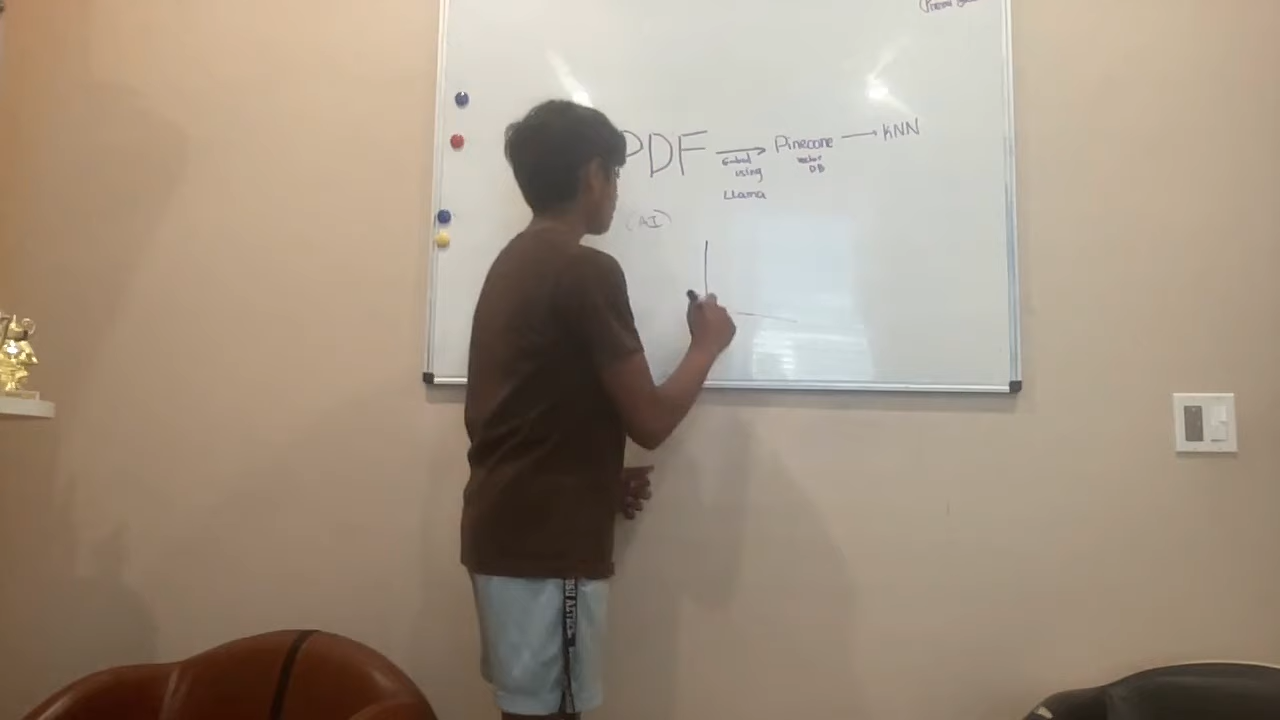 PDF → Pinecone → KNN
Embed using
Llama
vector
DB
(AI)